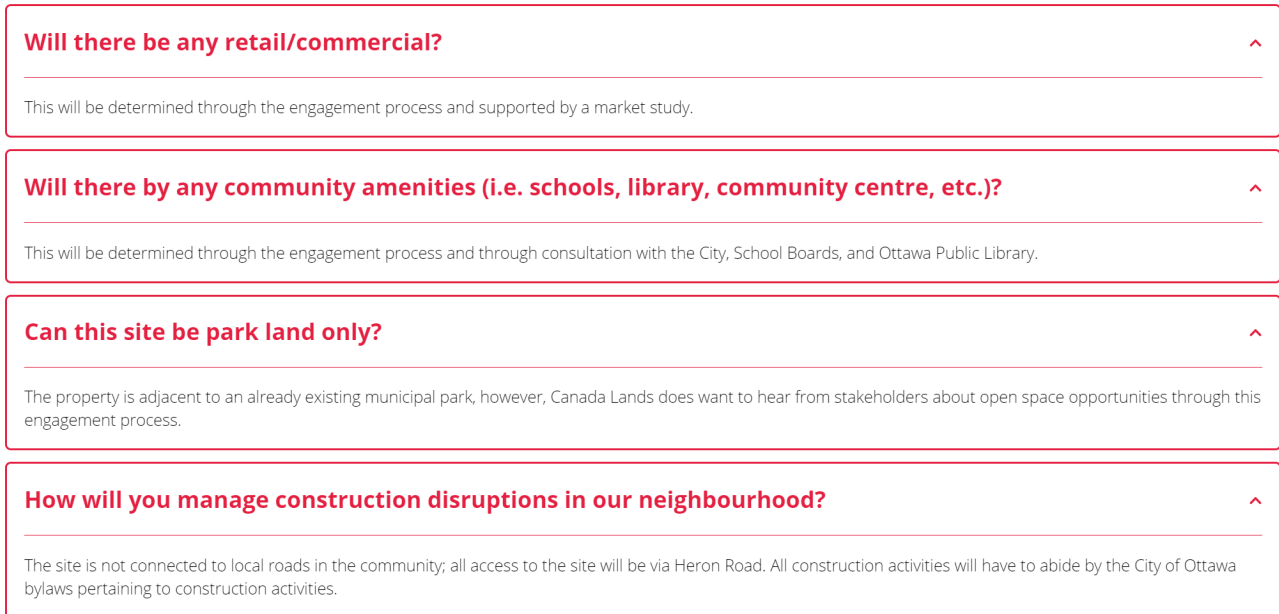 Will there be any retail/commercial?
This will be determined through the engagement process and supported by a market study.
Will there by any community amenities (i.e. schools, library, community centre, etc.)?
This will be determined through the engagement process and through consultation with the City, School Boards, and Ottawa Public Library.
Can this site be park land only?
The property is adjacent to an already existing municipal park, however, Canada Lands does want to hear from stakeholders about open space opportunities through this
engagement process.
How will you manage construction disruptions in our neighbourhood?
The site is not connected to local roads in the community; all access to the site will be via Heron Road. All construction activities will have to abide by the City of Ottawa
bylaws pertaining to construction activities.